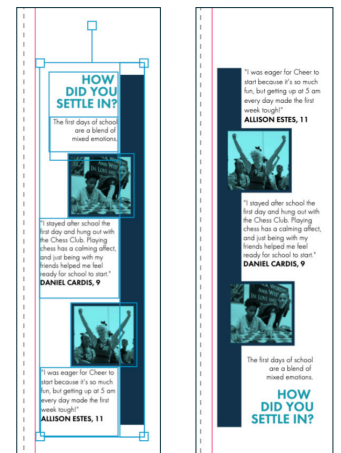 HOW
DID YOU
SETTLE IN?
The first days of school
are a blend of
mixed emotions.
"I stayed after school the
first day and hung out with
the Chess Club. Playing
chess has a calming affect,
and just being with my
friends helped me feel
ready for school to start."
DANIEL CARDIS, 9
"I was eager for Cheer to
start because it's so much
fun, but getting up at 5 am
every day made the first
week tough!"
ALLISON ESTES, 11
"I was eager for Cheer to
start because it's so much
fun, but getting up at 5 am
every day made the first
week tough!"
ALLISON ESTES, 11
"I stayed after school the
first day and hung out with
the Chess Club. Playing
chess has a calming affect,
and just being with my
friends helped me feel
ready for school to start."
DANIEL CARDIS, 9
The first days of school
are a blend of
mixed emotions.
HOW
DID YOU
SETTLE IN?